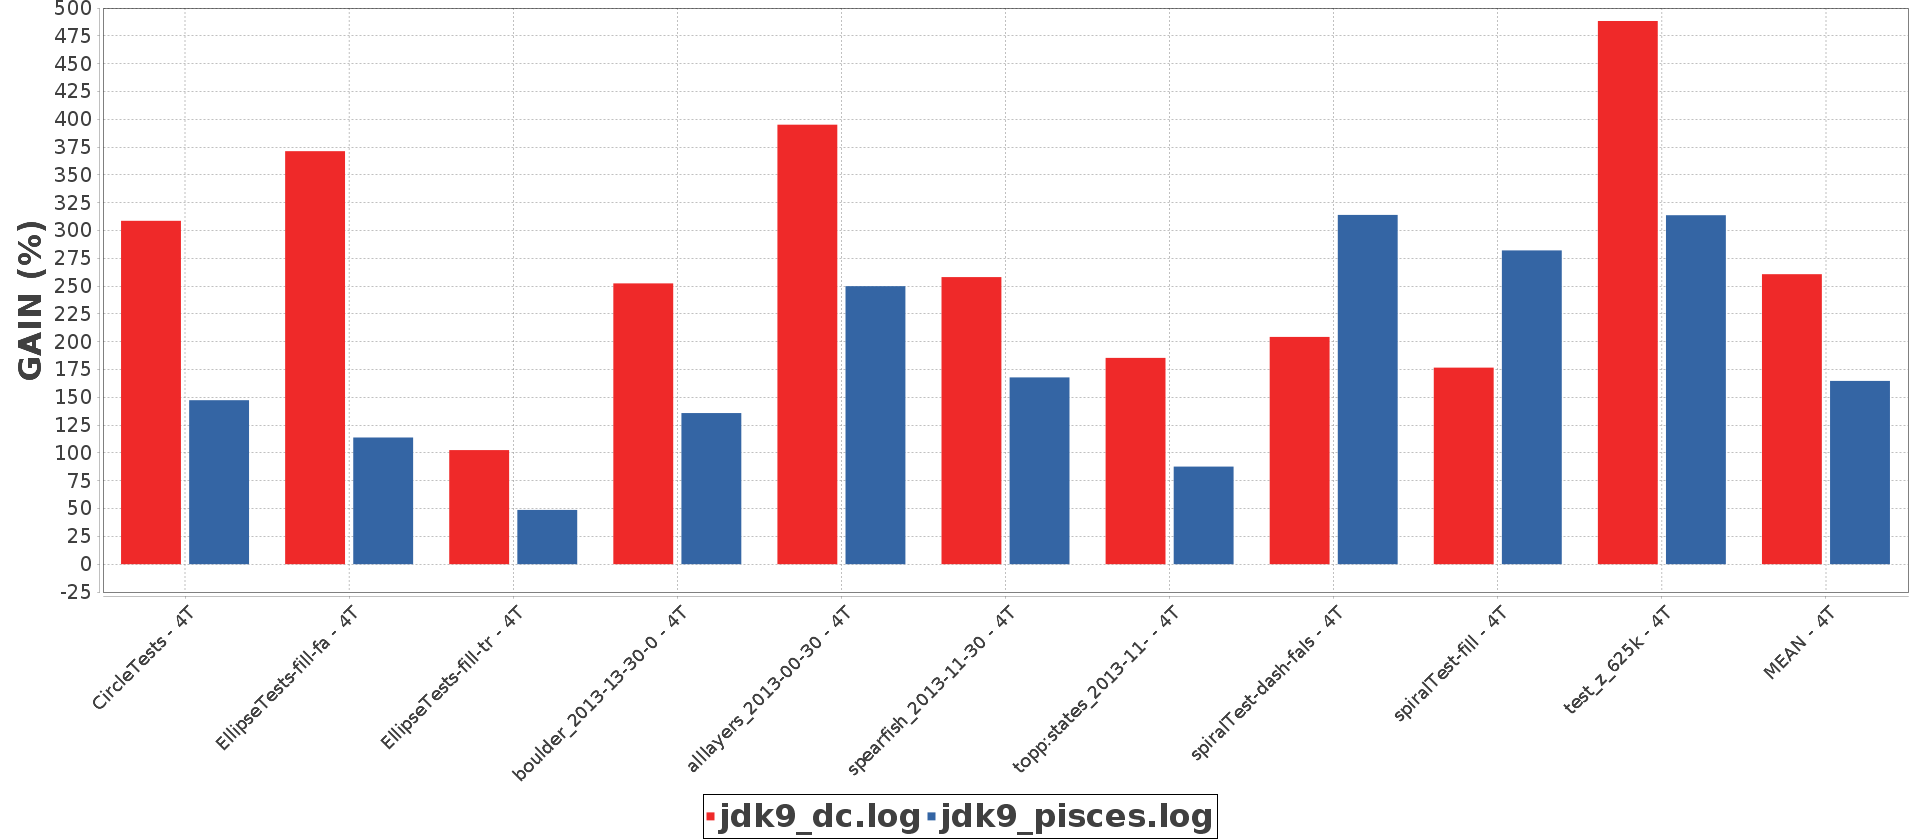 500
475
450
425
400
375
350
325
300
275
250
225
200
175
150
125
100
75
50
25
0
-25
GAIN (%)
CircleTests - 4T
EllipseTests-fill-fa - 4T
EllipseTests-fill-tr - 4T
boulder_2013-13-30-0 - 4T
alllayers_2013-00-30 - 4T
spearfish_2013-11-30 - 4T
topp:states_2013-11- - 4T
spiralTest-dash-fals - 4T
spiralTest-fill - 4T
test_z_625k - 4T
MEAN - 4T
jdk9_dc.log jdk9_pisces.log